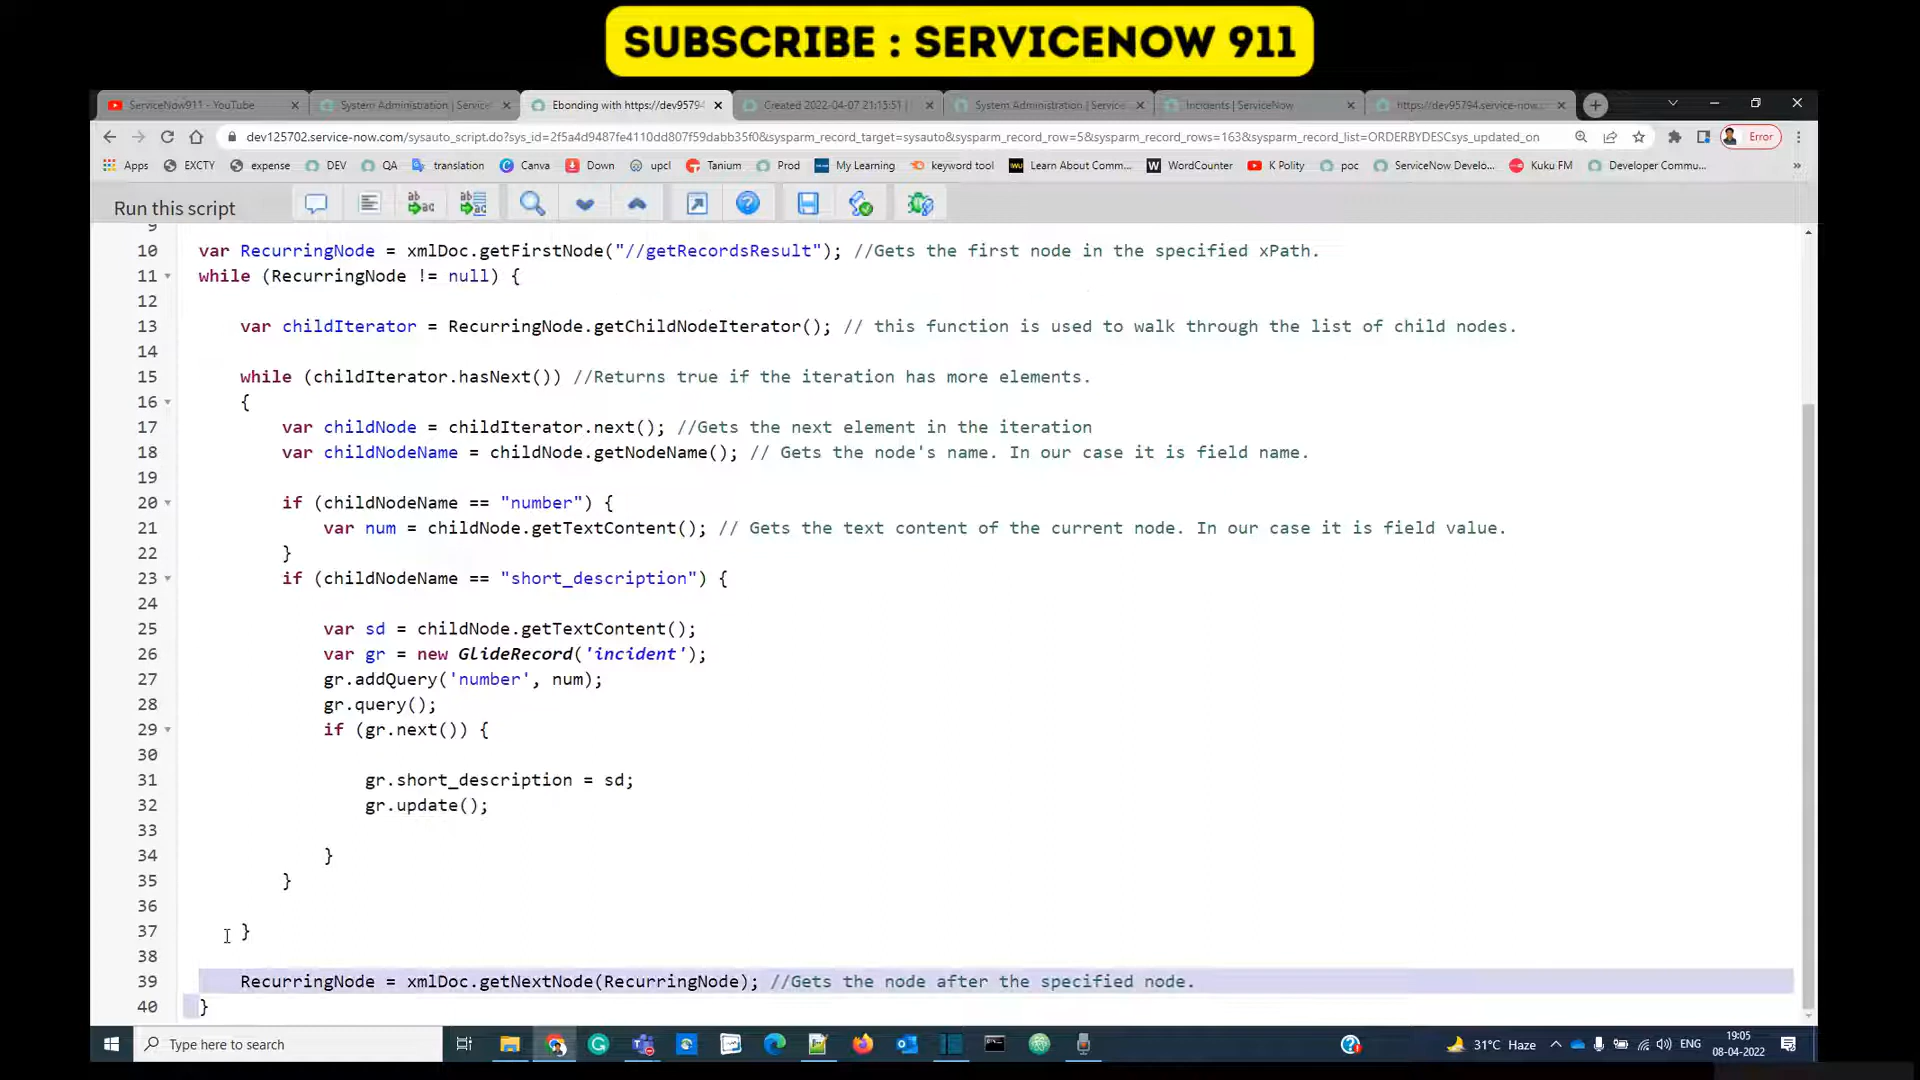 SUBSCRIBE : SERVICENOW 911
ServiceNow911 - YouTube
System Administration | Service
Ebonding with https://dev95794
Created 2022-04-07 21:15:51 |
System Administration | Service
Incidents | ServiceNow
https://dev95794.service-now.
dev125702.service-now.com/sysauto_script.do?sys_id=2f5a4d9487fe4110dd807f59dabb35f0&sysparm_record_target=sysauto&sysparm_record_row=5&sysparm_record_rows=163&sysparm_record_list=ORDERBYDESCsys_updated_on
Error
Apps EXCTY expense DEV QA translation Canva Down upcl Tanium Prod My Learning keyword tool Learn About Comm... WordCounter K Polity poc ServiceNow Develo... Kuku FM Developer Commu...
Run this script
9
10 var RecurringNode = xmlDoc.getFirstNode("//getRecordsResult"); //Gets the first node in the specified xPath.
11 while (RecurringNode != null) {
12
13 var childIterator = RecurringNode.getChildNodeIterator(); // this function is used to walk through the list of child nodes.
14
15 while (childIterator.hasNext()) //Returns true if the iteration has more elements.
16 {
17 var childNode = childIterator.next(); //Gets the next element in the iteration
18 var childNodeName = childNode.getNodeName(); // Gets the node's name. In our case it is field name.
19
20 if (childNodeName == "number") {
21 var num = childNode.getTextContent(); // Gets the text content of the current node. In our case it is field value.
22 }
23 if (childNodeName == "short_description") {
24
25 var sd = childNode.getTextContent();
26 var gr = new GlideRecord('incident');
27 gr.addQuery('number', num);
28 gr.query();
29 if (gr.next()) {
30
31 gr.short_description = sd;
32 gr.update();
33
34 }
35 }
36
37 }
38
39 RecurringNode = xmlDoc.getNextNode(RecurringNode); //Gets the node after the specified node.
40 }
Type here to search
31°C Haze
ENG
19:05
08-04-2022